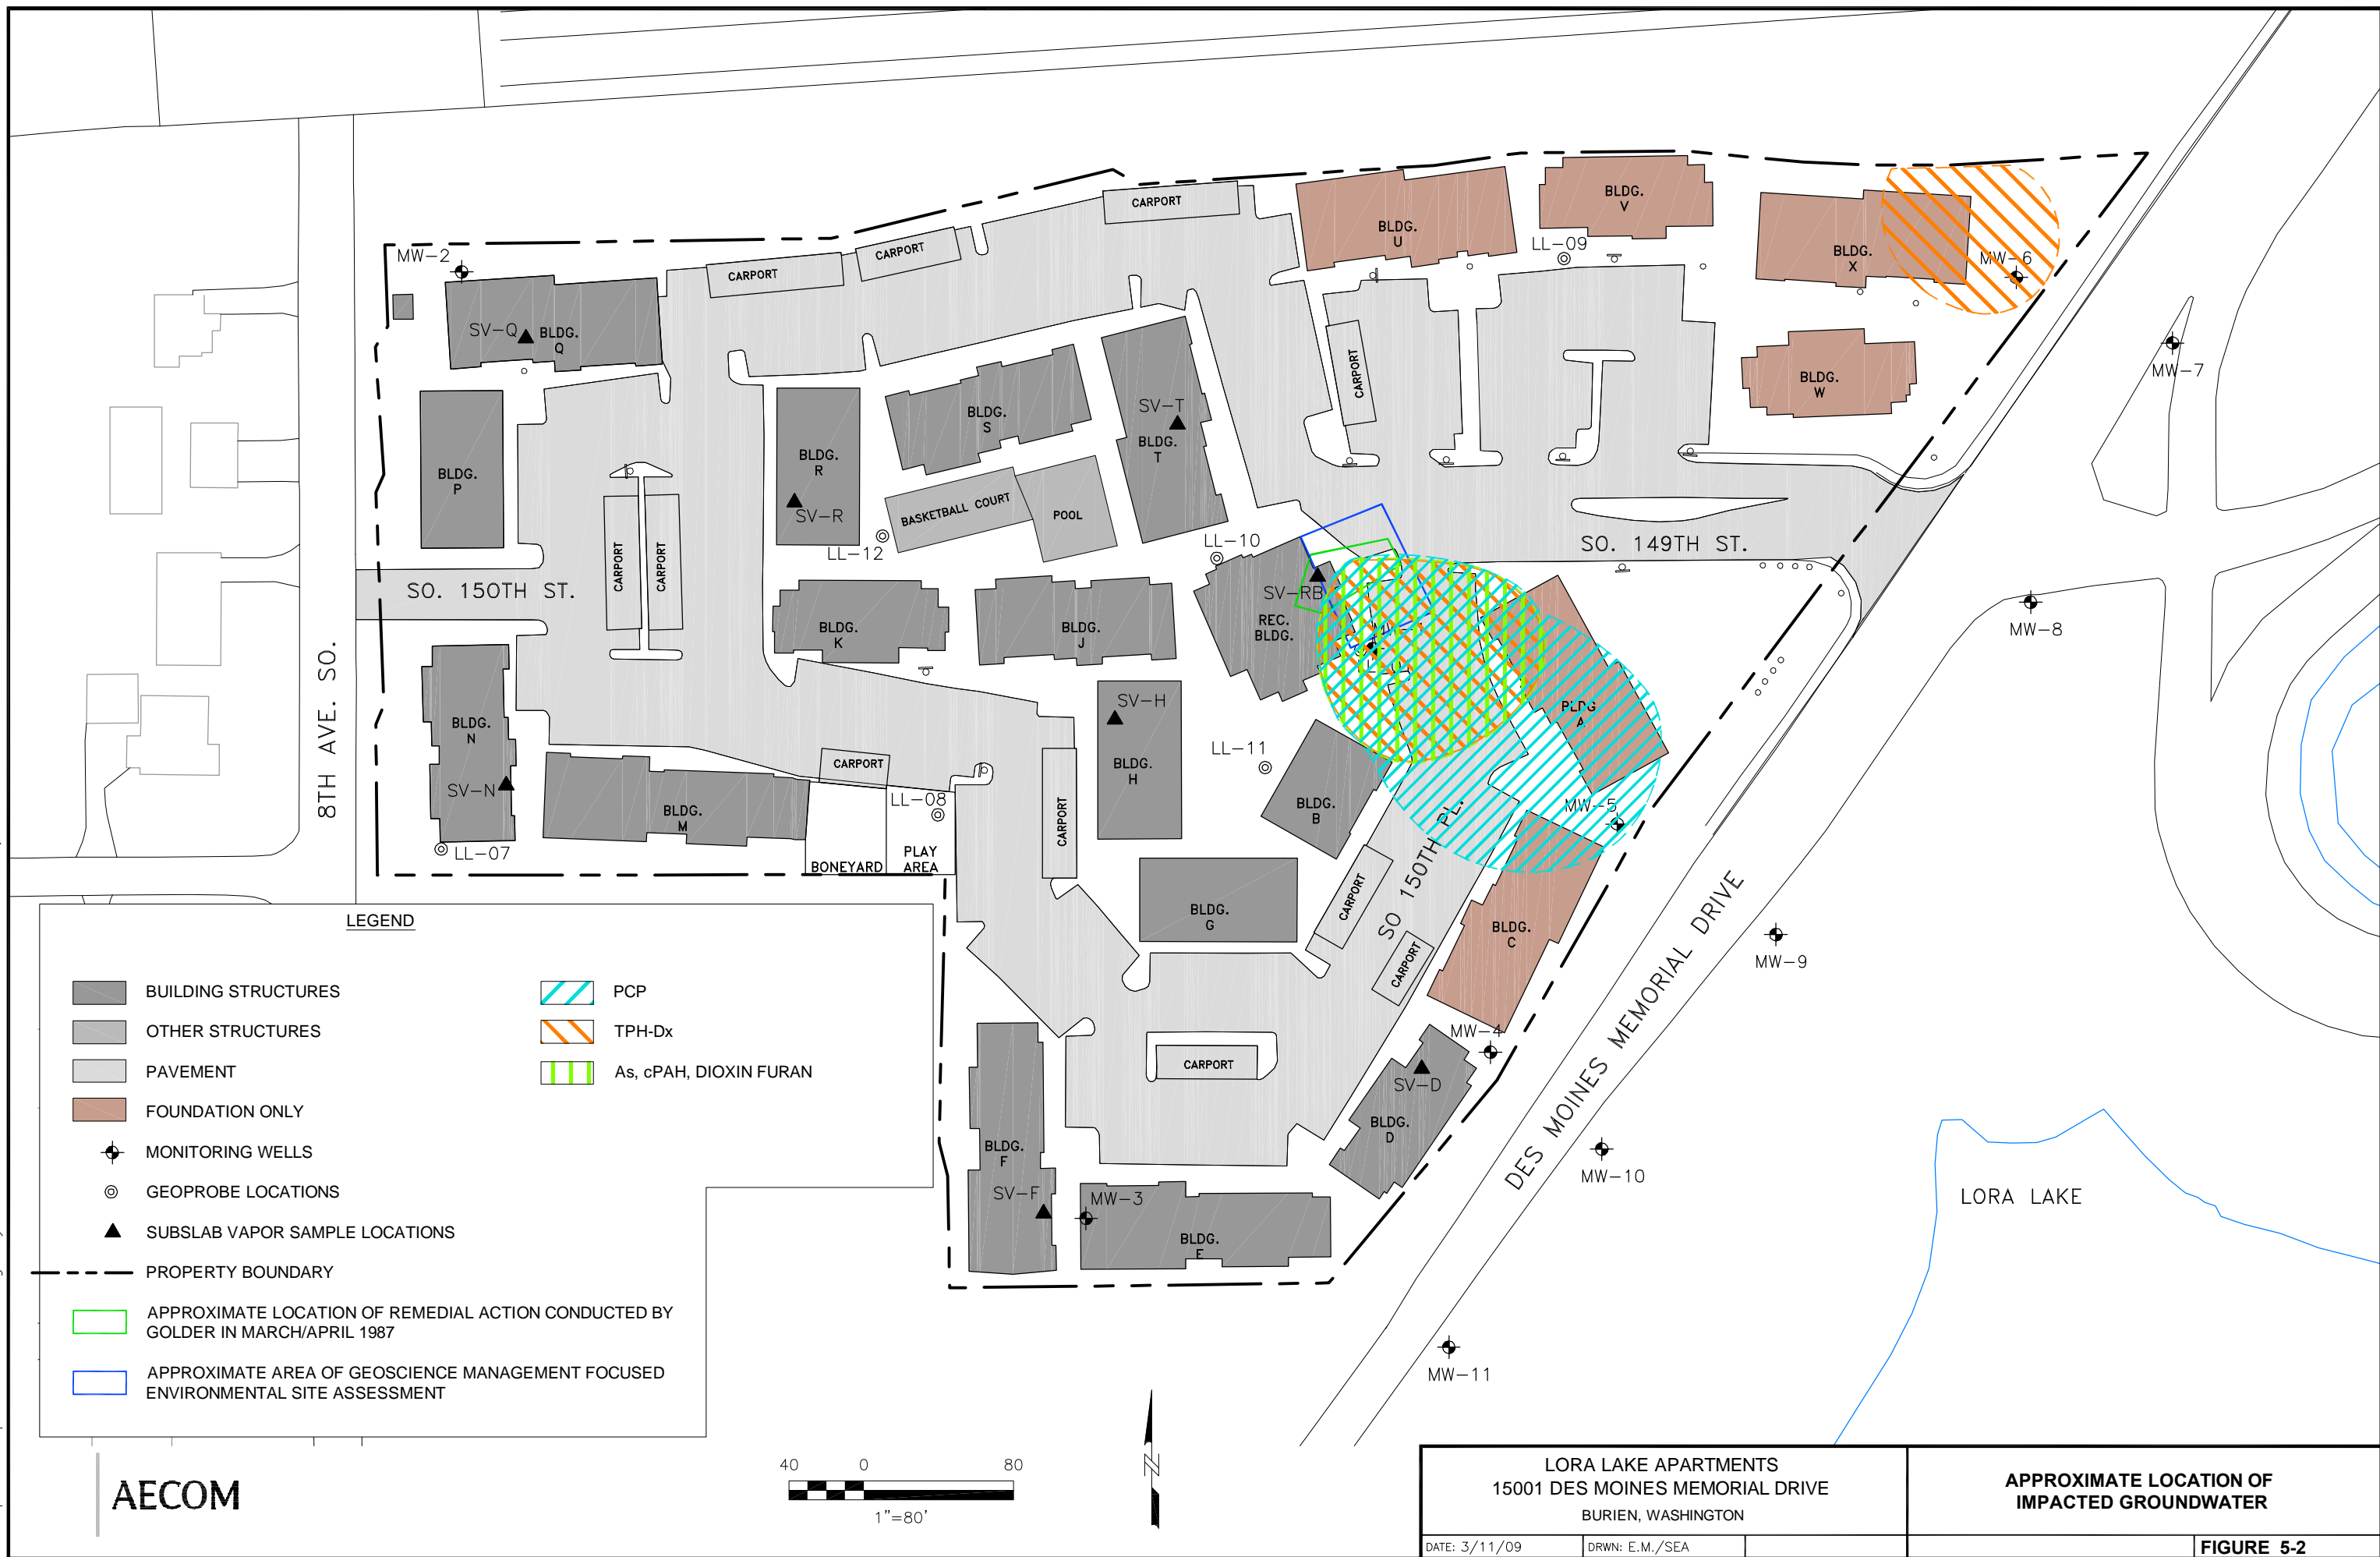 MW-2
CARPORT
CARPORT
CARPORT
BLDG.
U
BLDG.
V
LL-09
BLDG.
X
MW-6
SV-Q
BLDG.
Q
MW-7
CARPORT
BLDG.
W
BLDG.
P
BLDG.
R
SV-R
BLDG.
S
SV-T
BLDG.
T
BASKETBALL COURT
POOL
LL-12
LL-10
CARPORT
CARPORT
SO. 150TH ST.
SO. 149TH ST.
SV-RB
REC.
BLDG.
MW-8
BLDG.
K
BLDG.
J
8TH AVE. SO.
BLDG.
N
SV-N
SV-H
BLDG.
H
LL-11
BLDG
A
CARPORT
BLDG.
M
LL-08
CARPORT
BLDG.
B
MW-5
LL-07
BONEYARD
PLAY
AREA
SO 150TH PL.
CARPORT
BLDG.
G
CARPORT
BLDG.
C
DES MOINES MEMORIAL DRIVE
MW-9
MW-4
CARPORT
SV-D
BLDG.
D
BLDG.
F
SV-F
MW-3
BLDG.
E
MW-10
LORA LAKE
MW-11
LEGEND
BUILDING STRUCTURES
OTHER STRUCTURES
PAVEMENT
FOUNDATION ONLY
MONITORING WELLS
GEOPROBE LOCATIONS
SUBSLAB VAPOR SAMPLE LOCATIONS
PROPERTY BOUNDARY
APPROXIMATE LOCATION OF REMEDIAL ACTION CONDUCTED BY
GOLDER IN MARCH/APRIL 1987
APPROXIMATE AREA OF GEOSCIENCE MANAGEMENT FOCUSED
ENVIRONMENTAL SITE ASSESSMENT
PCP
TPH-Dx
As, cPAH, DIOXIN FURAN
AECOM
40 0 80
1"=80'
N
LORA LAKE APARTMENTS
15001 DES MOINES MEMORIAL DRIVE
BURIEN, WASHINGTON
APPROXIMATE LOCATION OF
IMPACTED GROUNDWATER
DATE: 3/11/09
DRWN: E.M./SEA
FIGURE 5-2